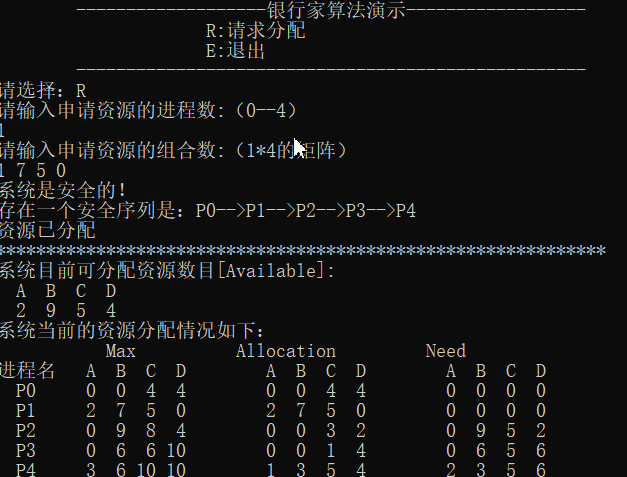 ------------------银行家算法演示------------------
R:请求分配
E:退出
---------------------------------------------------
请选择：R
请输入申请资源的进程数:（0--4）
1
请输入申请资源的组合数:（1*4的矩阵）
1 7 5 0
系统是安全的！
存在一个安全序列是：P0-->P1-->P2-->P3-->P4
资源已分配
*************************************************************
系统目前可分配资源数目[Available]:
A B C D
2 9 5 4
系统当前的资源分配情况如下：
Max Allocation Need
进程名 A B C D A B C D A B C D
P0 0 0 4 4 0 0 4 4 0 0 0 0
P1 2 7 5 0 2 7 5 0 0 0 0 0
P2 0 9 8 4 0 0 3 2 0 9 5 2
P3 0 6 6 10 0 0 1 4 0 6 5 6
P4 3 6 10 10 1 3 5 4 2 3 5 6